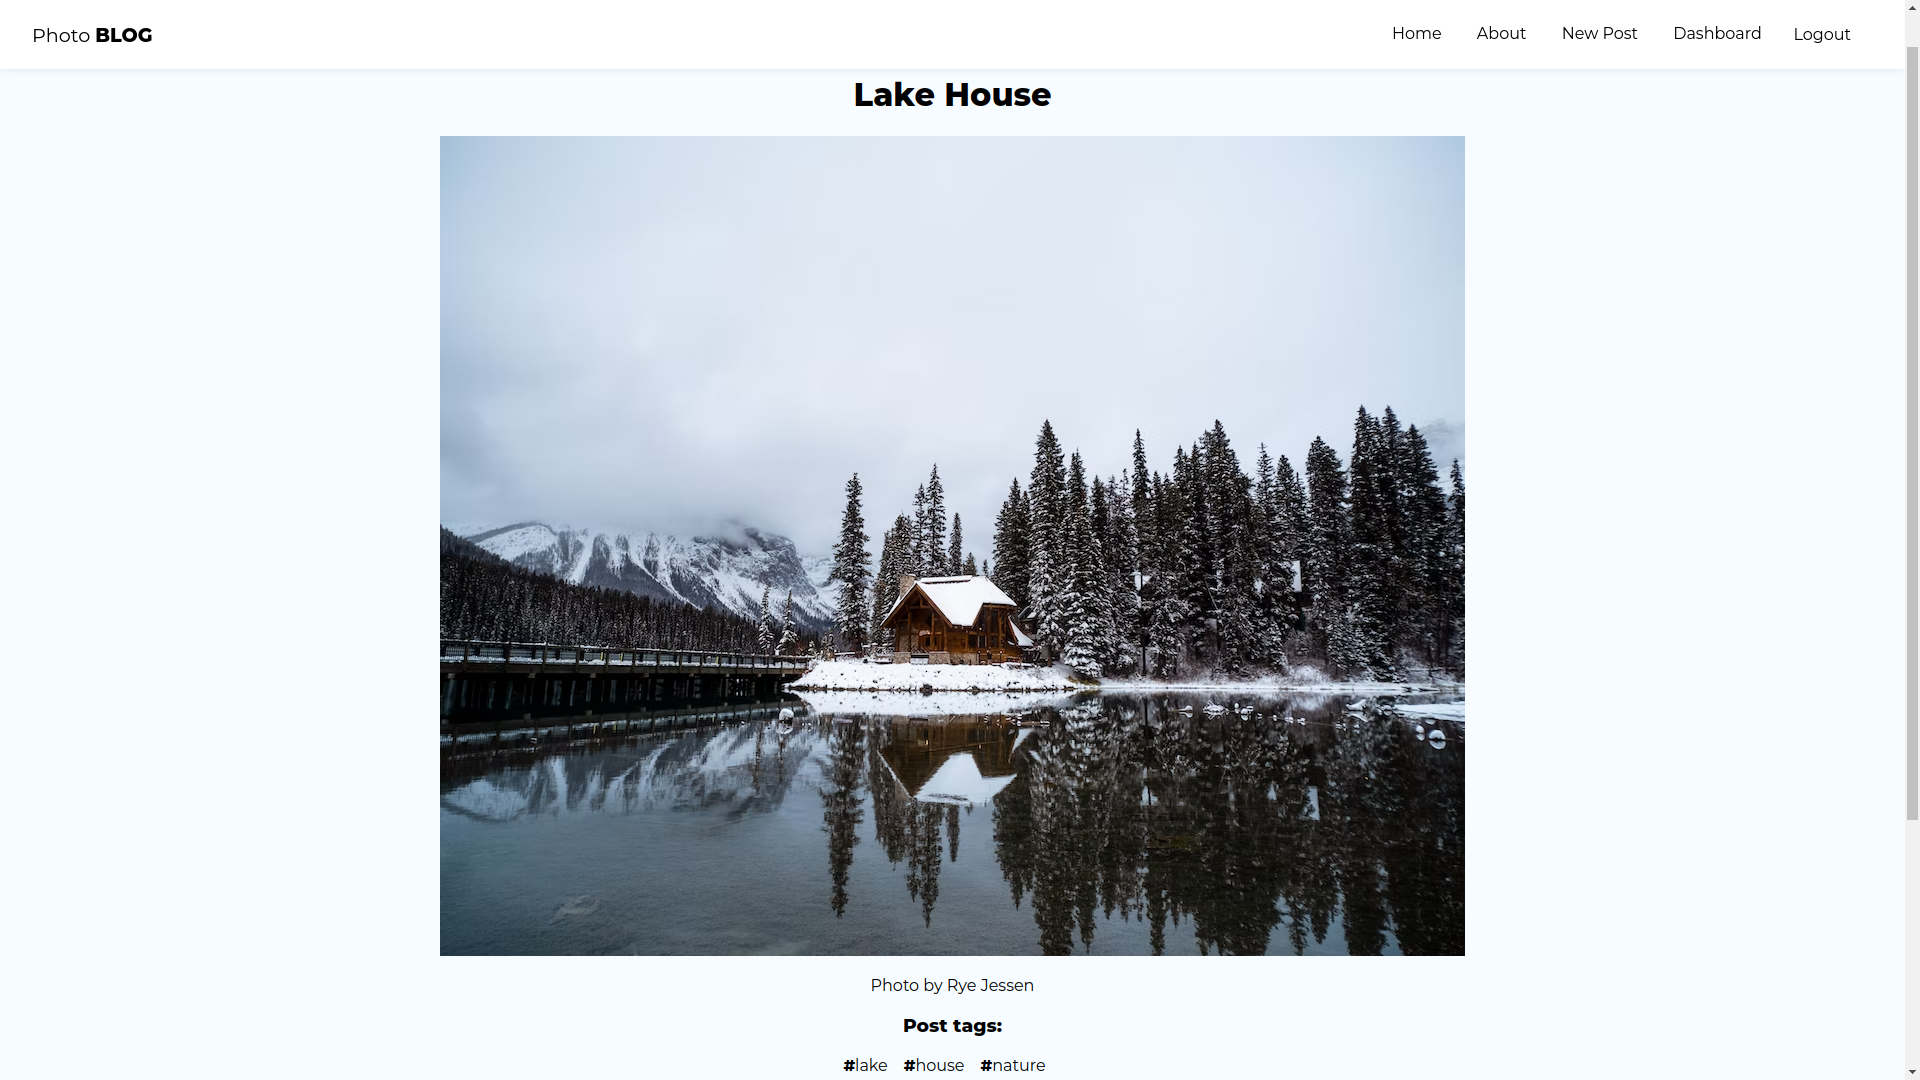 Photo BLOG
Home About New Post Dashboard Logout
Lake House
Photo by Rye Jessen
Post tags:
#lake #house #nature